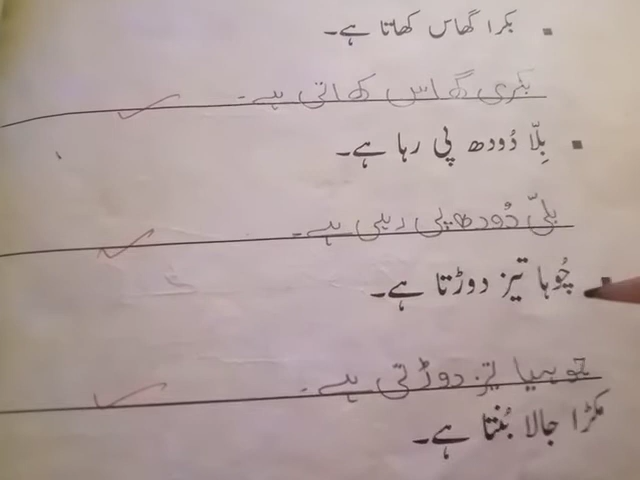 بکرا گھاس کھاتا ہے۔
بکری گھاس کھاتی ہے۔
بِلّا دُودھ پی رہا ہے۔
بلیّ دُودھ پی رہی ہے۔
چُوہا تیز دوڑتا ہے۔
چوہیا تیز دوڑتی ہے۔
مکڑا جالا بُنتا ہے۔